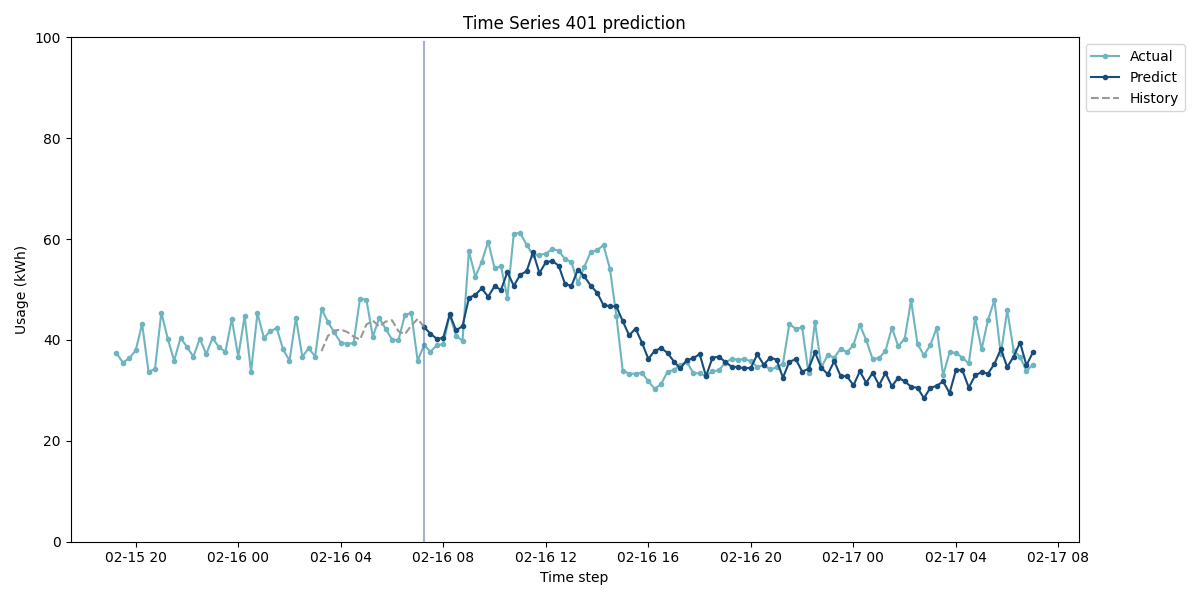 Time Series 401 prediction
Usage (kWh)
100
80
60
40
20
0
02-15 20
02-16 00
02-16 04
02-16 08
02-16 12
02-16 16
02-16 20
02-17 00
02-17 04
02-17 08
Time step
Actual
Predict
History